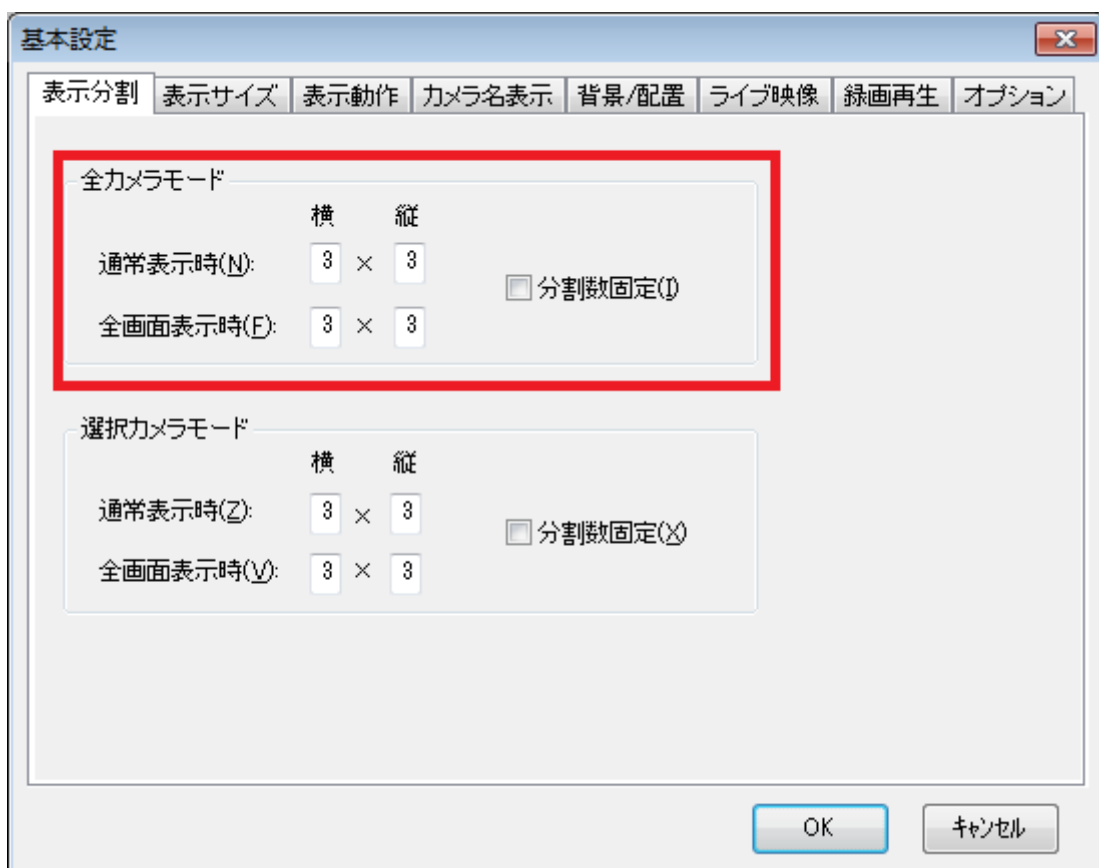 基本設定
表示分割 表示サイズ 表示動作 カメラ名表示 背景/配置 ライブ映像 録画再生 オプション
全カメラモード
横 縦
通常表示時(N): 3 × 3
分割数固定(I)
全画面表示時(F): 3 × 3
選択カメラモード
横 縦
通常表示時(Z): 3 × 3
分割数固定(X)
全画面表示時(V): 3 × 3
OK キャンセル